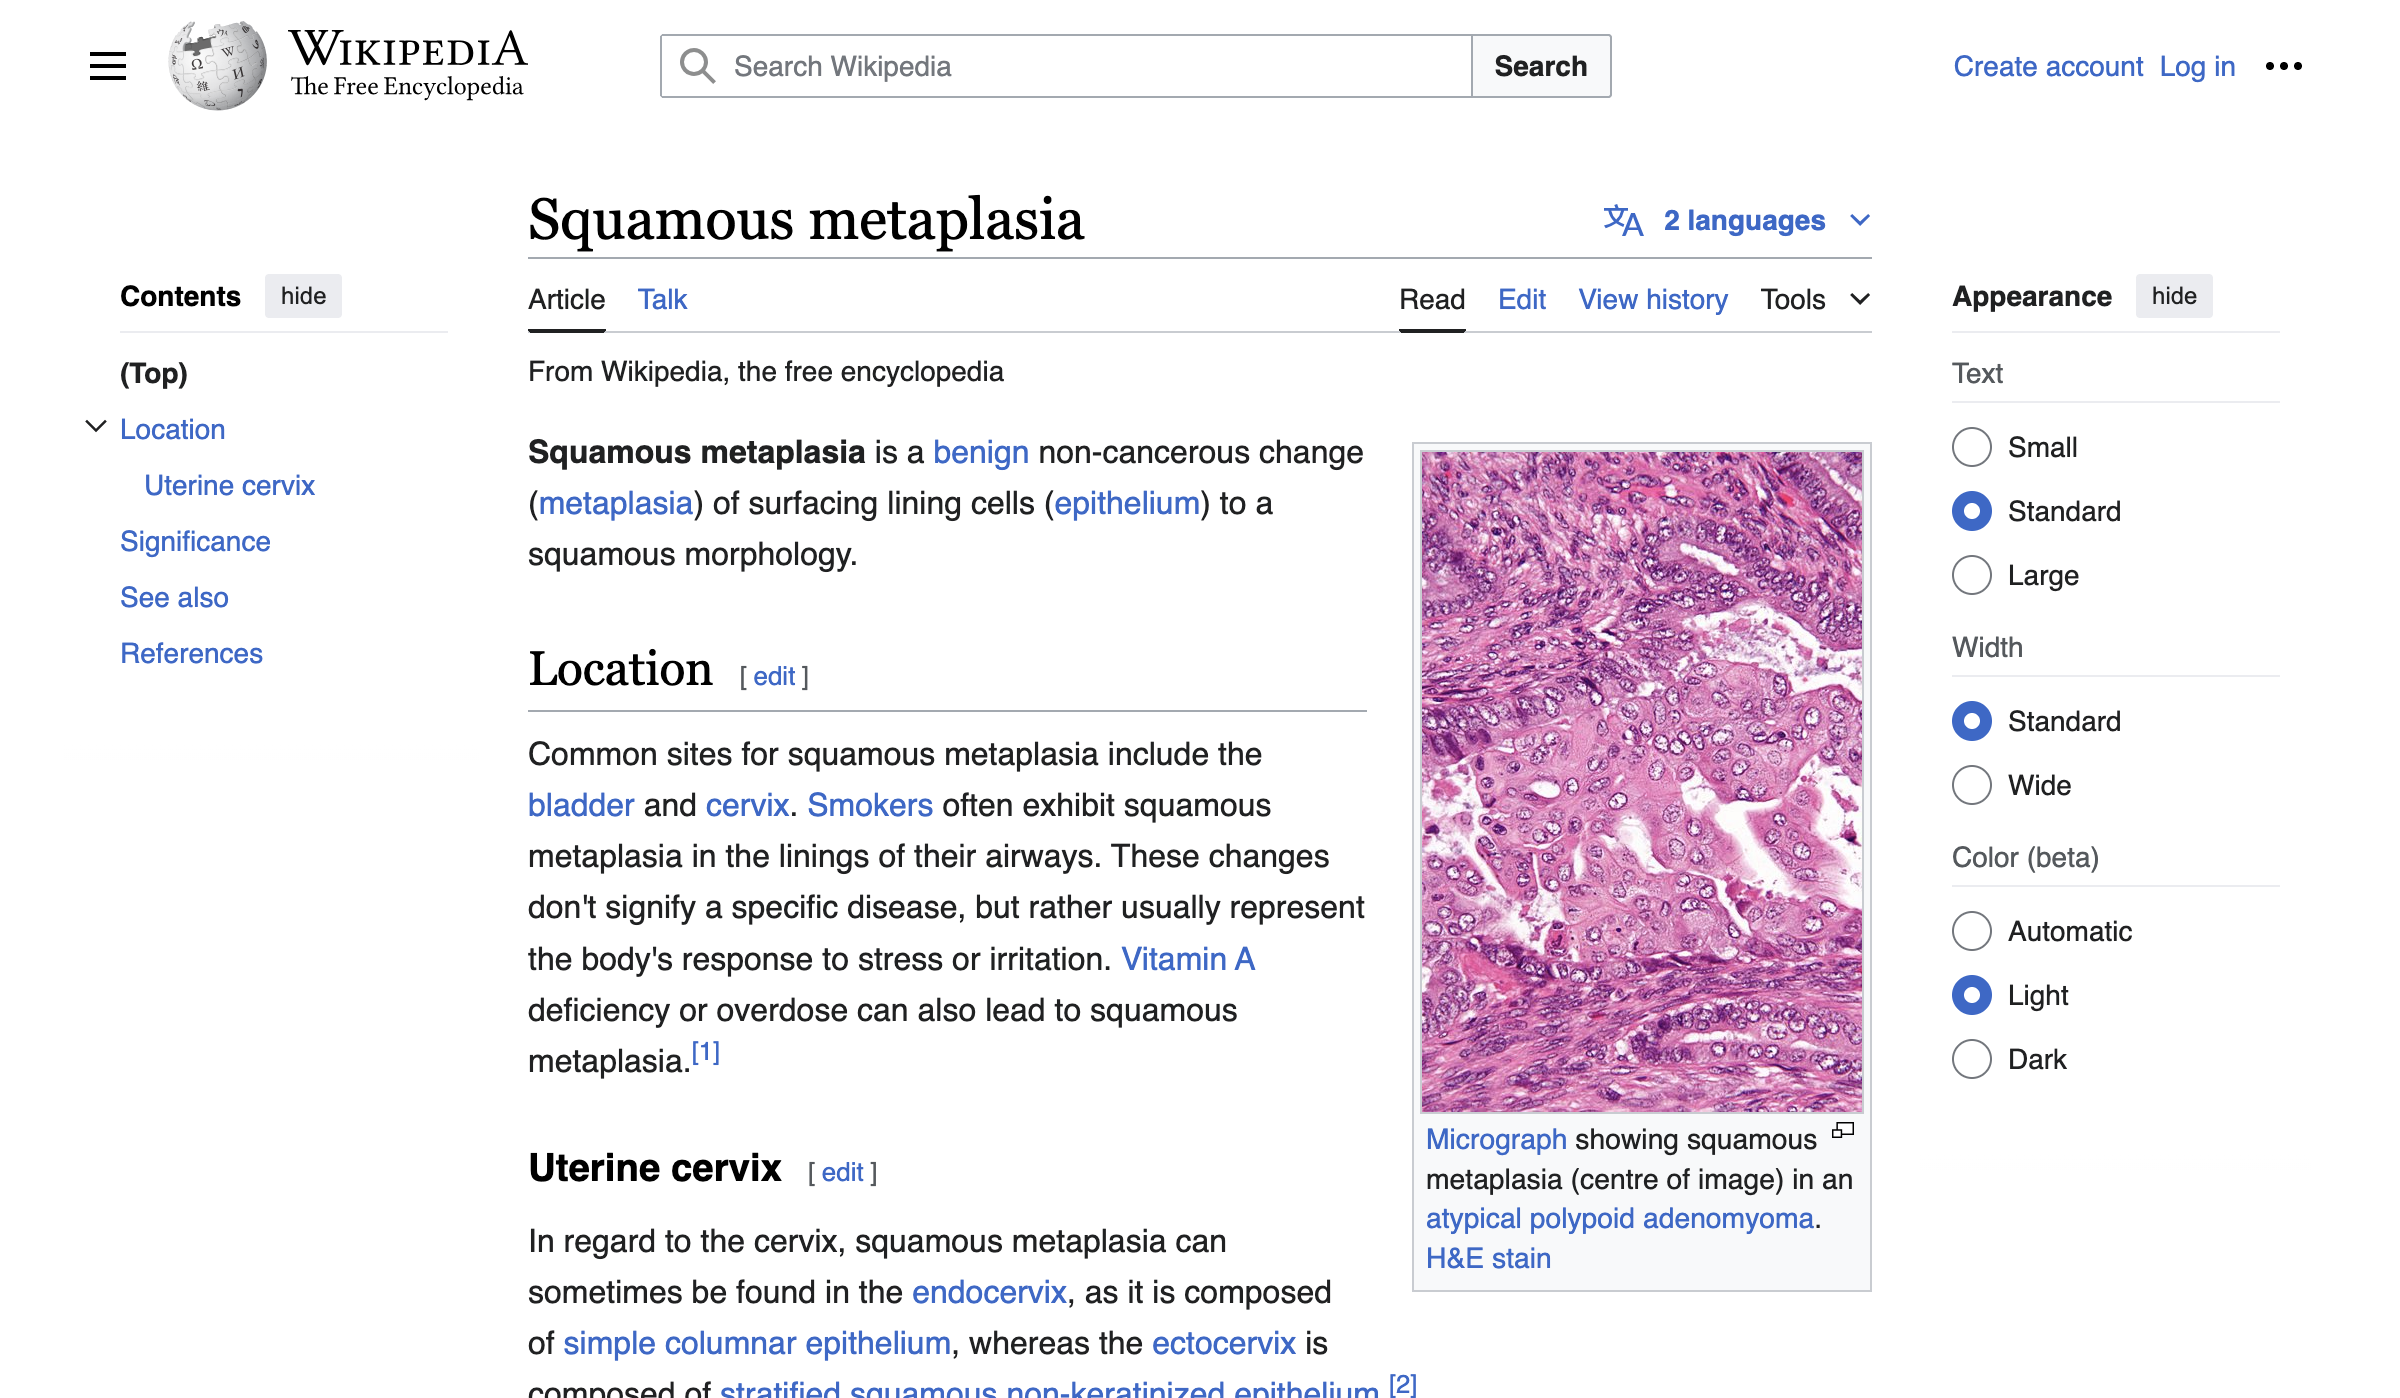 WIKIPEDIA
The Free Encyclopedia
Search Wikipedia
Search
Create account Log in
Squamous metaplasia
2 languages
Contents hide
(Top)
Location
Uterine cervix
Significance
See also
References
Article Talk
Read Edit View history Tools
From Wikipedia, the free encyclopedia
Squamous metaplasia is a benign non-cancerous change
(metaplasia) of surfacing lining cells (epithelium) to a
squamous morphology.
Location [ edit ]
Common sites for squamous metaplasia include the
bladder and cervix. Smokers often exhibit squamous
metaplasia in the linings of their airways. These changes
don't signify a specific disease, but rather usually represent
the body's response to stress or irritation. Vitamin A
deficiency or overdose can also lead to squamous
metaplasia.[1]
Uterine cervix [ edit ]
In regard to the cervix, squamous metaplasia can
sometimes be found in the endocervix, as it is composed
of simple columnar epithelium, whereas the ectocervix is
composed of stratified squamous non-keratinized epithelium.[2]
Micrograph showing squamous
metaplasia (centre of image) in an
atypical polypoid adenomyoma.
H&E stain
Appearance hide
Text
Small
Standard
Large
Width
Standard
Wide
Color (beta)
Automatic
Light
Dark